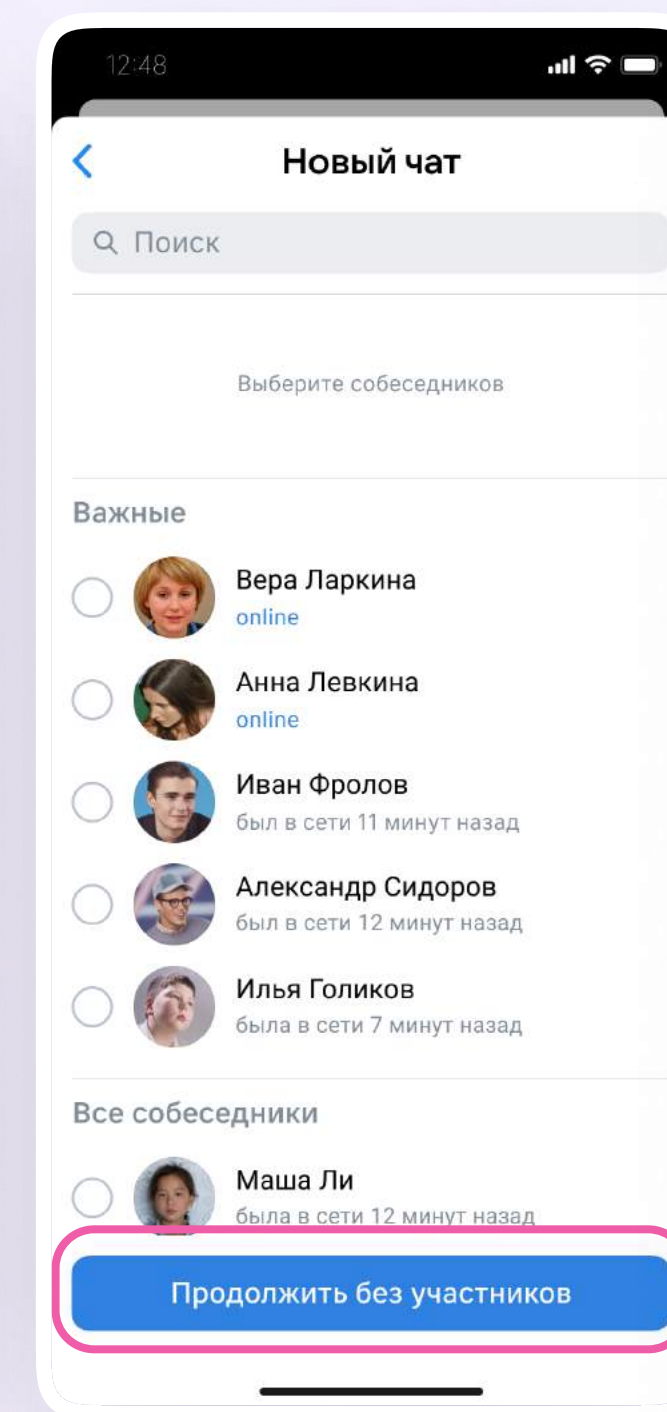 12:48
Новый чат
Поиск
Выберите собеседников
Важные
Вера Ларкина
online
Анна Левкина
online
Иван Фролов
был в сети 11 минут назад
Александр Сидоров
был в сети 12 минут назад
Илья Голиков
была в сети 7 минут назад
Все собеседники
Маша Ли
была в сети 12 минут назад
Продолжить без участников